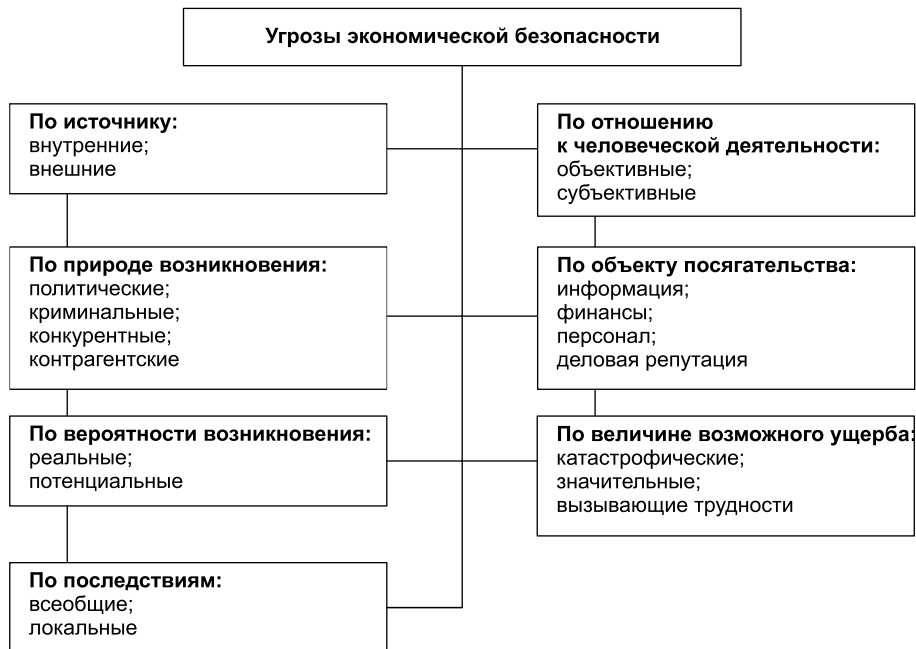 Угрозы экономической безопасности
По источнику:
внутренние;
внешние
По отношению
к человеческой деятельности:
объективные;
субъективные
По природе возникновения:
политические;
криминальные;
конкурентные;
контрагентские
По объекту посягательства:
информация;
финансы;
персонал;
деловая репутация
По вероятности возникновения:
реальные;
потенциальные
По величине возможного ущерба:
катастрофические;
значительные;
вызывающие трудности
По последствиям:
всеобщие;
локальные